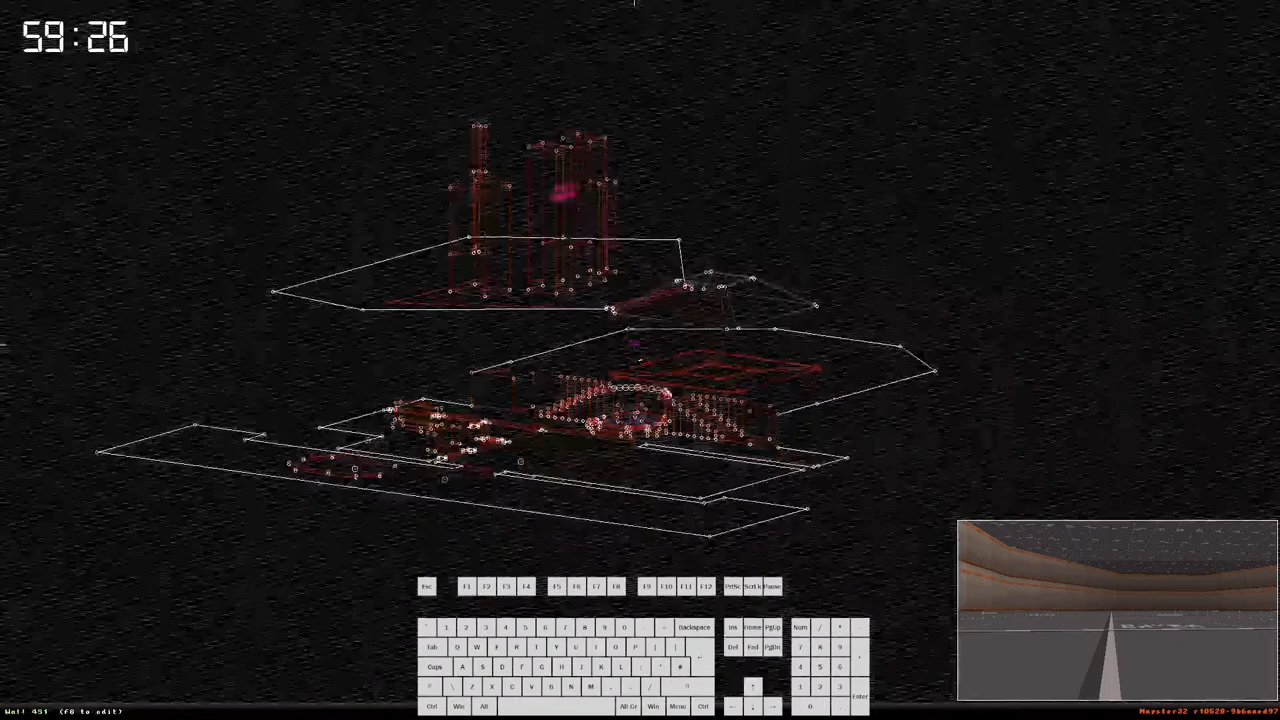 59:26
Esc F1 F2 F3 F4 F5 F6 F7 F8 F9 F10 F11 F12 PrtSc ScrLk Pause
1 2 3 4 5 6 7 8 9 0 - = Backspace Ins Home PgUp Num / *
Tab Q W E R T Y U I O P [ ] Del End PgDn 7 8 9
Caps A S D F G H J K L ; ' # 4 5 6
\ Z X C V B N M , . / ↑ 1 2 3 Enter
Ctrl Win Alt Alt Gr Win Menu Ctrl ← ↓ → 0 .
Wall 491 (F8 to edit)
Mapster32